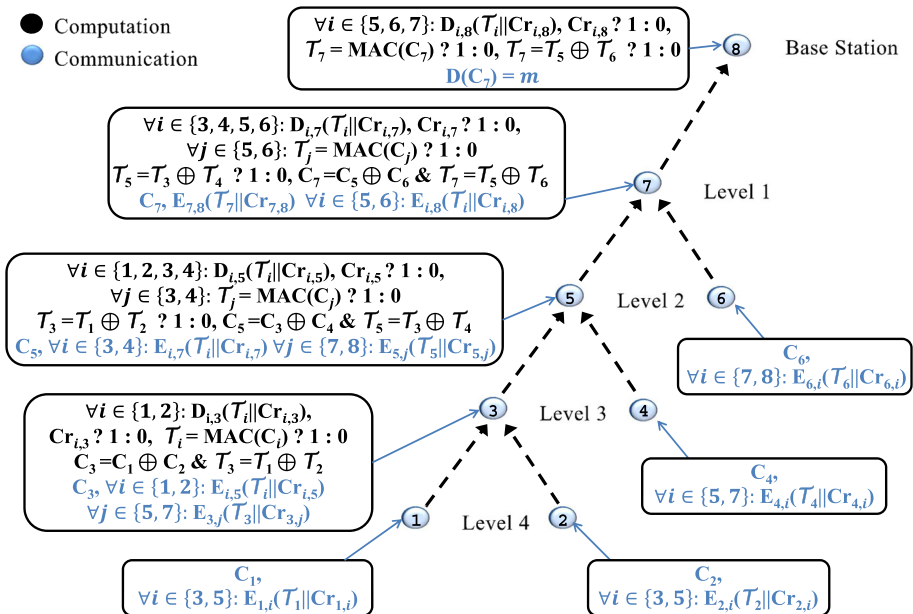 Computation
Communication
∀i ∈ {5, 6, 7}: D_{i,8}(𝒯_i||Cr_{i,8}), Cr_{i,8} ? 1 : 0,
𝒯_7 = MAC(C_7) ? 1:0, 𝒯_7 = 𝒯_5 ⊕ 𝒯_6 ? 1:0
D(C_7) = m
8
Base Station
∀i ∈ {3, 4, 5, 6}: D_{i,7}(𝒯_i||Cr_{i,7}), Cr_{i,7} ? 1 : 0,
∀j ∈ {5, 6}: 𝒯_j = MAC(C_j) ? 1:0
𝒯_5 = 𝒯_3 ⊕ 𝒯_4 ? 1 : 0, C_7 = C_5 ⊕ C_6 & 𝒯_7 = 𝒯_5 ⊕ 𝒯_6
C_7, E_{7,8}(𝒯_7||Cr_{7,8}) ∀i ∈ {5, 6}: E_{i,8}(𝒯_i||Cr_{i,8})
7
Level 1
∀i ∈ {1, 2, 3, 4}: D_{i,5}(𝒯_i||Cr_{i,5}), Cr_{i,5} ? 1 : 0,
∀j ∈ {3, 4}: 𝒯_j = MAC(C_j) ? 1:0
𝒯_3 = 𝒯_1 ⊕ 𝒯_2 ? 1 : 0, C_5 = C_3 ⊕ C_4 & 𝒯_5 = 𝒯_3 ⊕ 𝒯_4
C_5, ∀i ∈ {3, 4}: E_{i,7}(𝒯_i||Cr_{i,7}) ∀j ∈ {7, 8}: E_{5,j}(𝒯_5||Cr_{5,j})
5
Level 2
6
C_6,
∀i ∈ {7, 8}: E_{6,i}(𝒯_6||Cr_{6,i})
∀i ∈ {1, 2}: D_{i,3}(𝒯_i||Cr_{i,3}),
Cr_{i,3} ? 1 : 0, 𝒯_i = MAC(C_i) ? 1:0
C_3 = C_1 ⊕ C_2 & 𝒯_3 = 𝒯_1 ⊕ 𝒯_2
C_3, ∀i ∈ {1, 2}: E_{i,5}(𝒯_i||Cr_{i,5})
∀j ∈ {5, 7}: E_{3,j}(𝒯_3||Cr_{3,j})
3
Level 3
4
C_4,
∀i ∈ {5, 7}: E_{4,i}(𝒯_4||Cr_{4,i})
1
Level 4
2
C_1,
∀i ∈ {3, 5}: E_{1,i}(𝒯_1||Cr_{1,i})
C_2,
∀i ∈ {3, 5}: E_{2,i}(𝒯_2||Cr_{2,i})